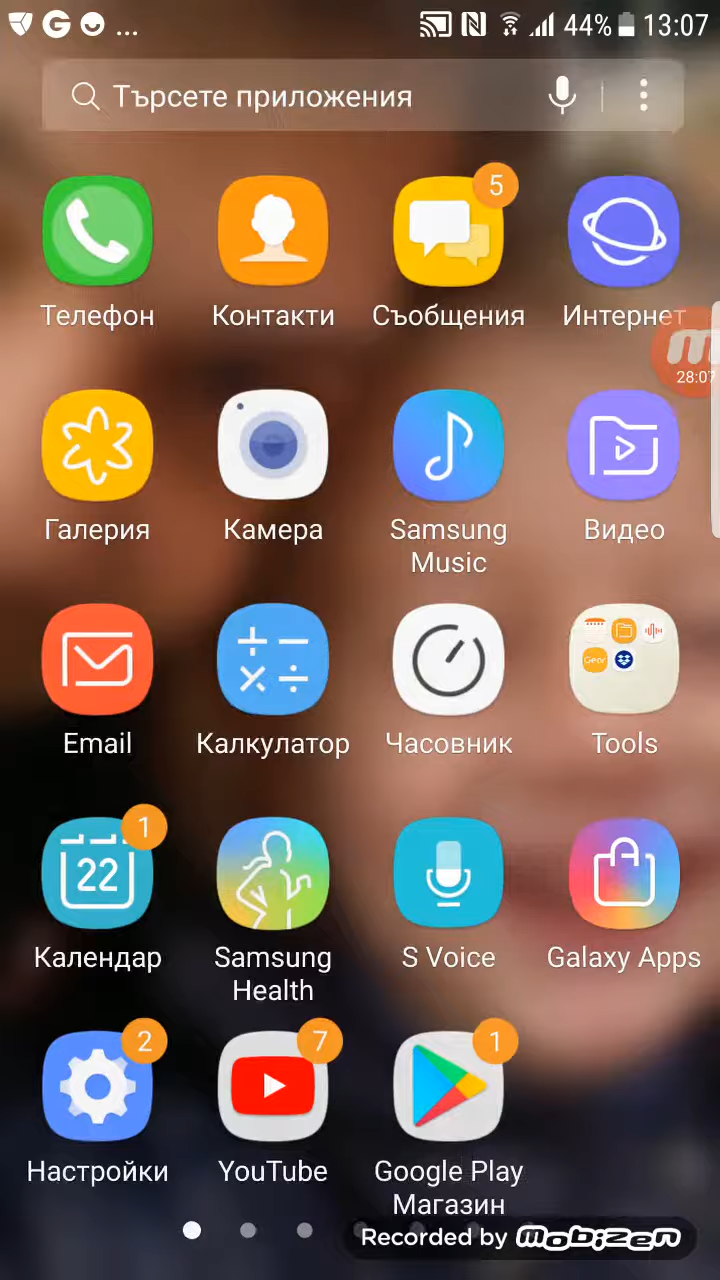 44% 13:07
Търсете приложения
5
Телефон Контакти Съобщения Интернет
28:07
Галерия Камера Samsung Music Видео
Gear
Email Калкулатор Часовник Tools
1
22
Календар Samsung Health S Voice Galaxy Apps
2 7 1
Настройки YouTube Google Play Магазин
Recorded by mobizen